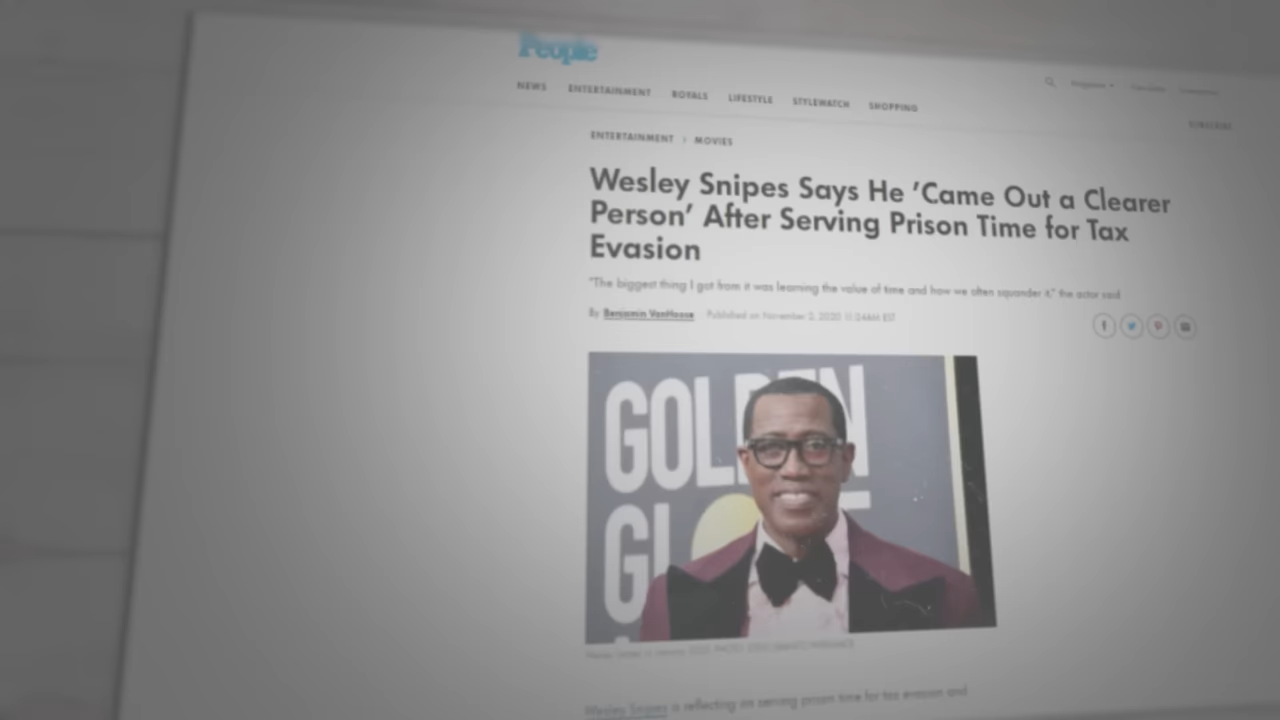 People
NEWS ENTERTAINMENT ROYALS LIFESTYLE STYLEWATCH SHOPPING
SUBSCRIBE
ENTERTAINMENT > MOVIES
Wesley Snipes Says He 'Came Out a Clearer
Person' After Serving Prison Time for Tax
Evasion
"The biggest thing I got from it was learning the value of time and how we often squander it," the actor said
By Benjamin VanHoose Published on November 2, 2020 11:24AM EST
GOLDEN
GL
Wesley Snipes is reflecting on serving prison time for tax evasion and